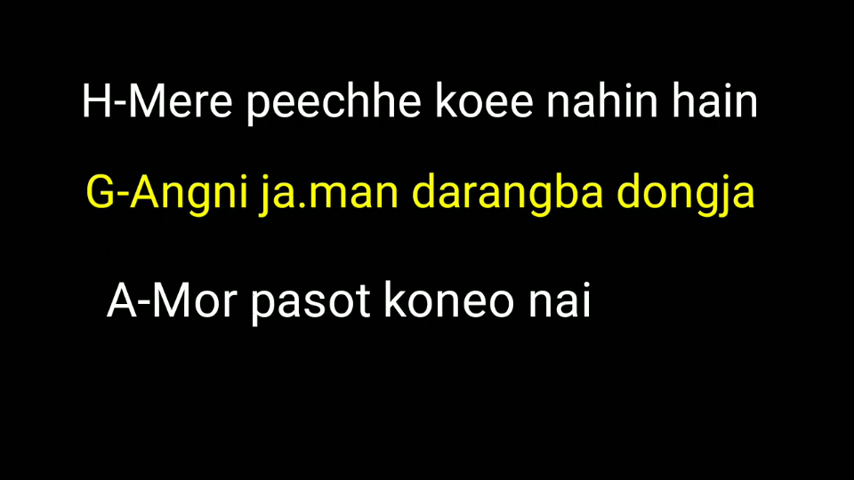 H-Mere peechhe koee nahin hain
G-Angni ja.man darangba dongja
A-Mor pasot koneo nai